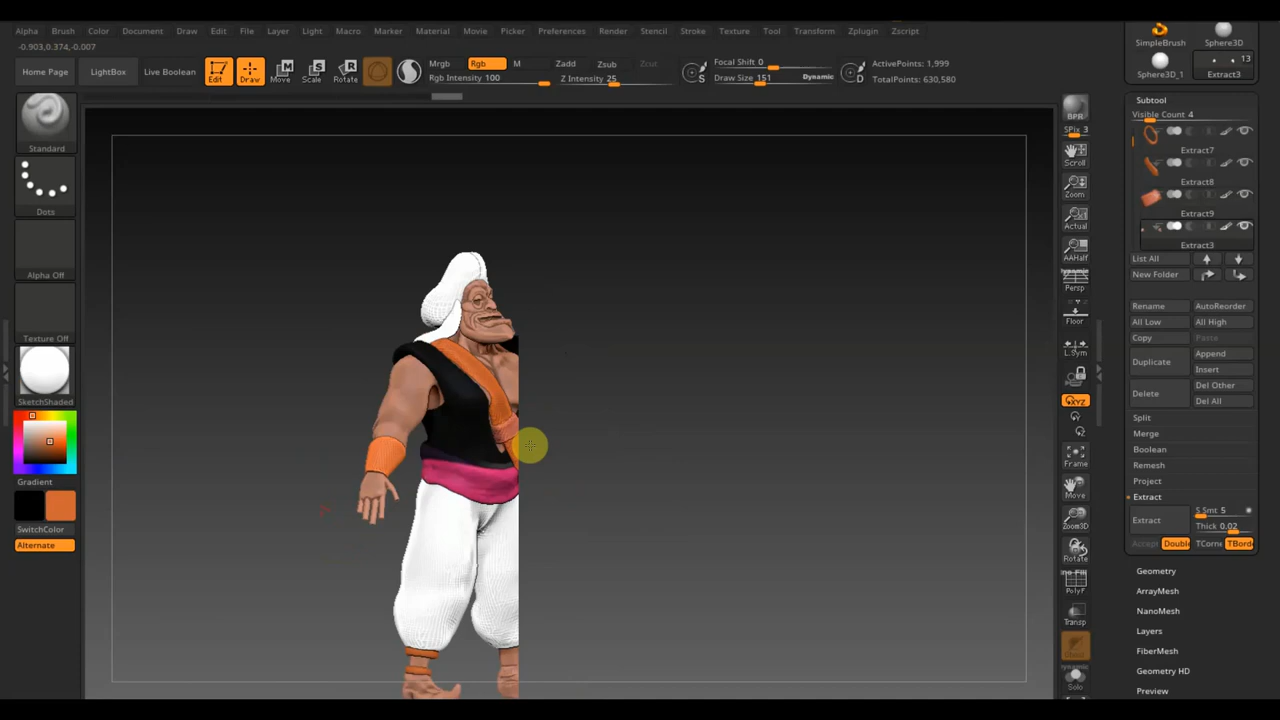 Alpha Brush Color Document Draw Edit File Layer Light Macro Marker Material Movie Picker Preferences Render Stencil Stroke Texture Tool Transform Zplugin Zscript
-0.903,0.374,-0.007
Home Page LightBox Live Boolean Edit Draw Move Scale Rotate
Mrgb Rgb M Zadd Zsub Zcut
Rgb Intensity 100 Z Intensity 25
Focal Shift 0
Draw Size 151 Dynamic
ActivePoints: 1,999
TotalPoints: 630,580
SimpleBrush Sphere3D
13
Sphere3D_1 Extract3
Standard
Dots
Alpha Off
Texture Off
SketchShaded
Gradient
SwitchColor
Alternate
BPR
SPix 3
Scroll
Zoom
Actual
AAHalf
Dynamic
Persp
Floor
L.Sym
XYZ
Frame
Move
Zoom3D
Rotate
PolyF
Transp
Ghost
Dynamic
Solo
Subtool
Visible Count 4
Extract7
Extract8
Extract9
Extract3
List All
New Folder
Rename AutoReorder
All Low All High
Copy Paste
Duplicate Append
Insert
Delete Del Other
Del All
Split
Merge
Boolean
Remesh
Project
Extract
Extract S Smt 5
Thick 0.02
Accept Double TCorne TBorde
Geometry
ArrayMesh
NanoMesh
Layers
FiberMesh
Geometry HD
Preview